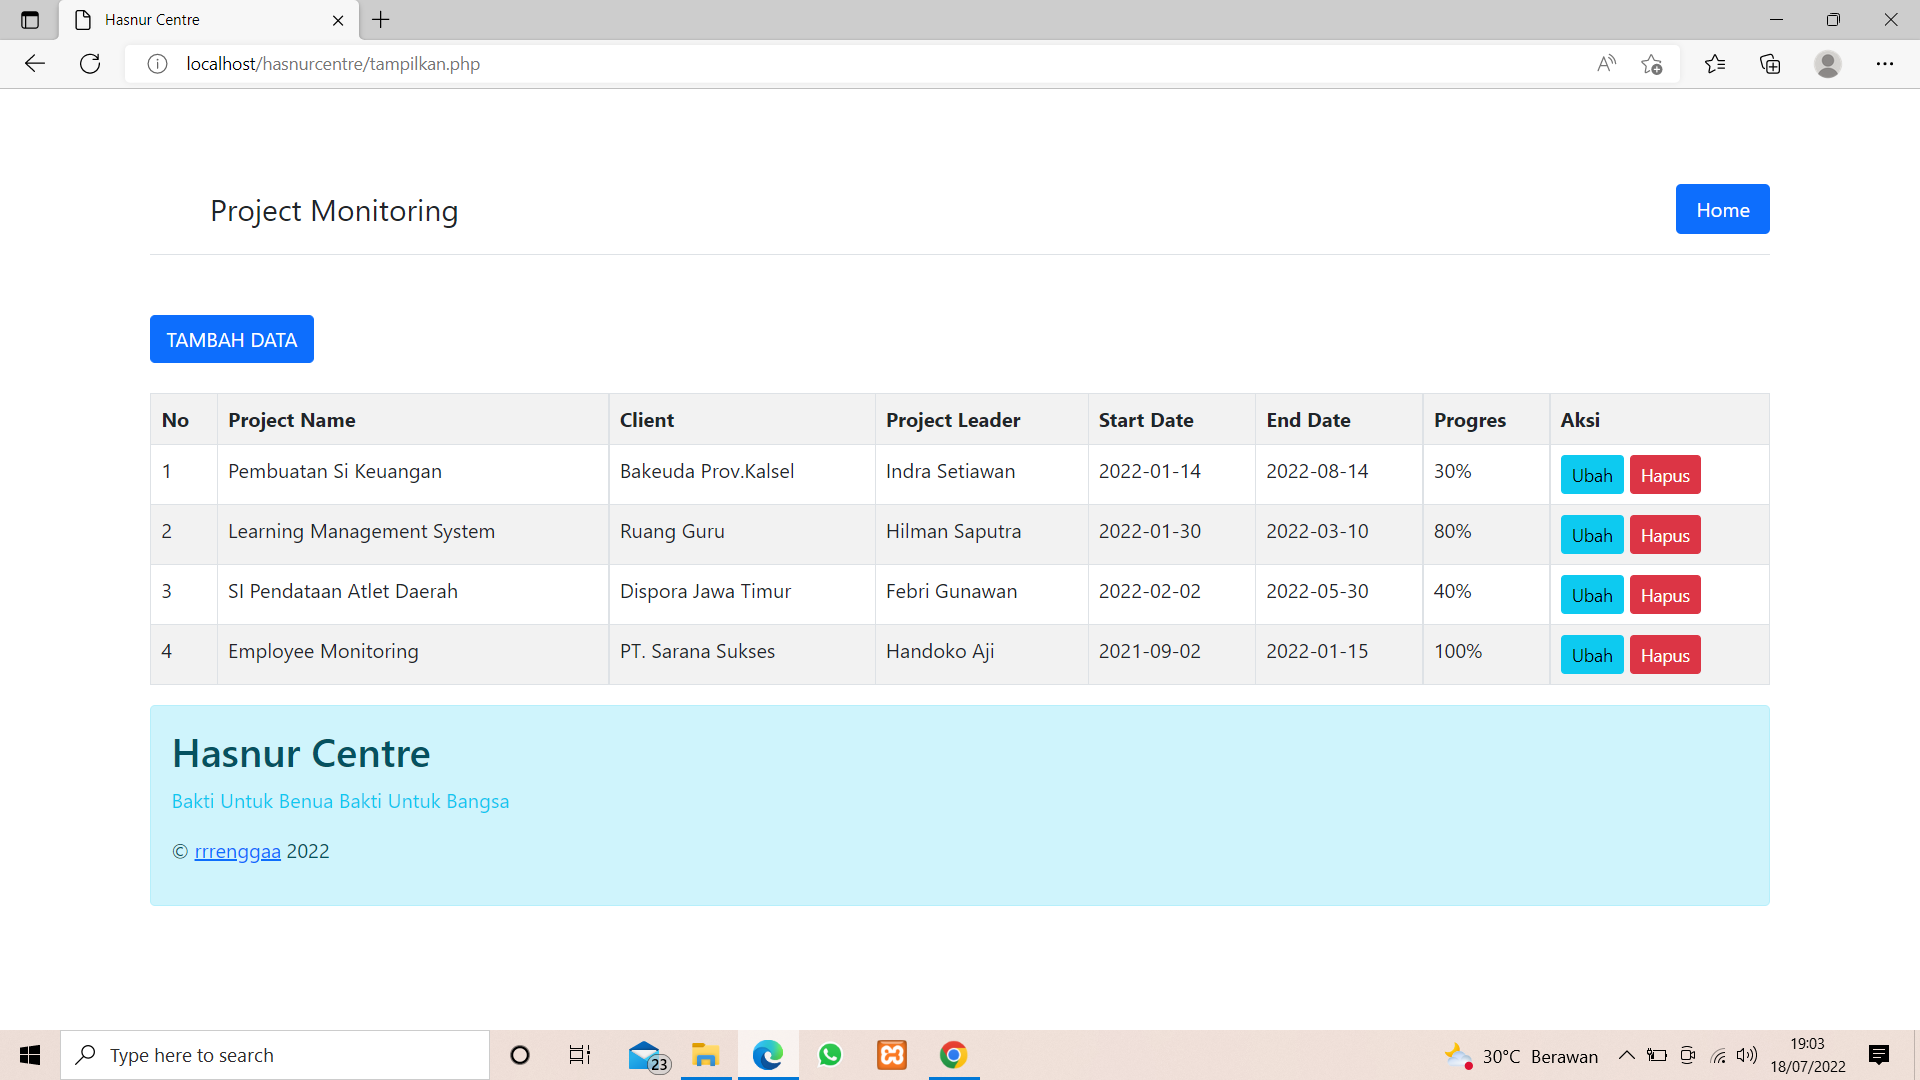 Hasnur Centre
localhost/hasnurcentre/tampilkan.php
Project Monitoring
Home
TAMBAH DATA
No Project Name Client Project Leader Start Date End Date Progres Aksi
1 Pembuatan Si Keuangan Bakeuda Prov.Kalsel Indra Setiawan 2022-01-14 2022-08-14 30% Ubah Hapus
2 Learning Management System Ruang Guru Hilman Saputra 2022-01-30 2022-03-10 80% Ubah Hapus
3 SI Pendataan Atlet Daerah Dispora Jawa Timur Febri Gunawan 2022-02-02 2022-05-30 40% Ubah Hapus
4 Employee Monitoring PT. Sarana Sukses Handoko Aji 2021-09-02 2022-01-15 100% Ubah Hapus
Hasnur Centre
Bakti Untuk Benua Bakti Untuk Bangsa
© rrrenggaa 2022
Type here to search
23
30°C Berawan
19:03
18/07/2022